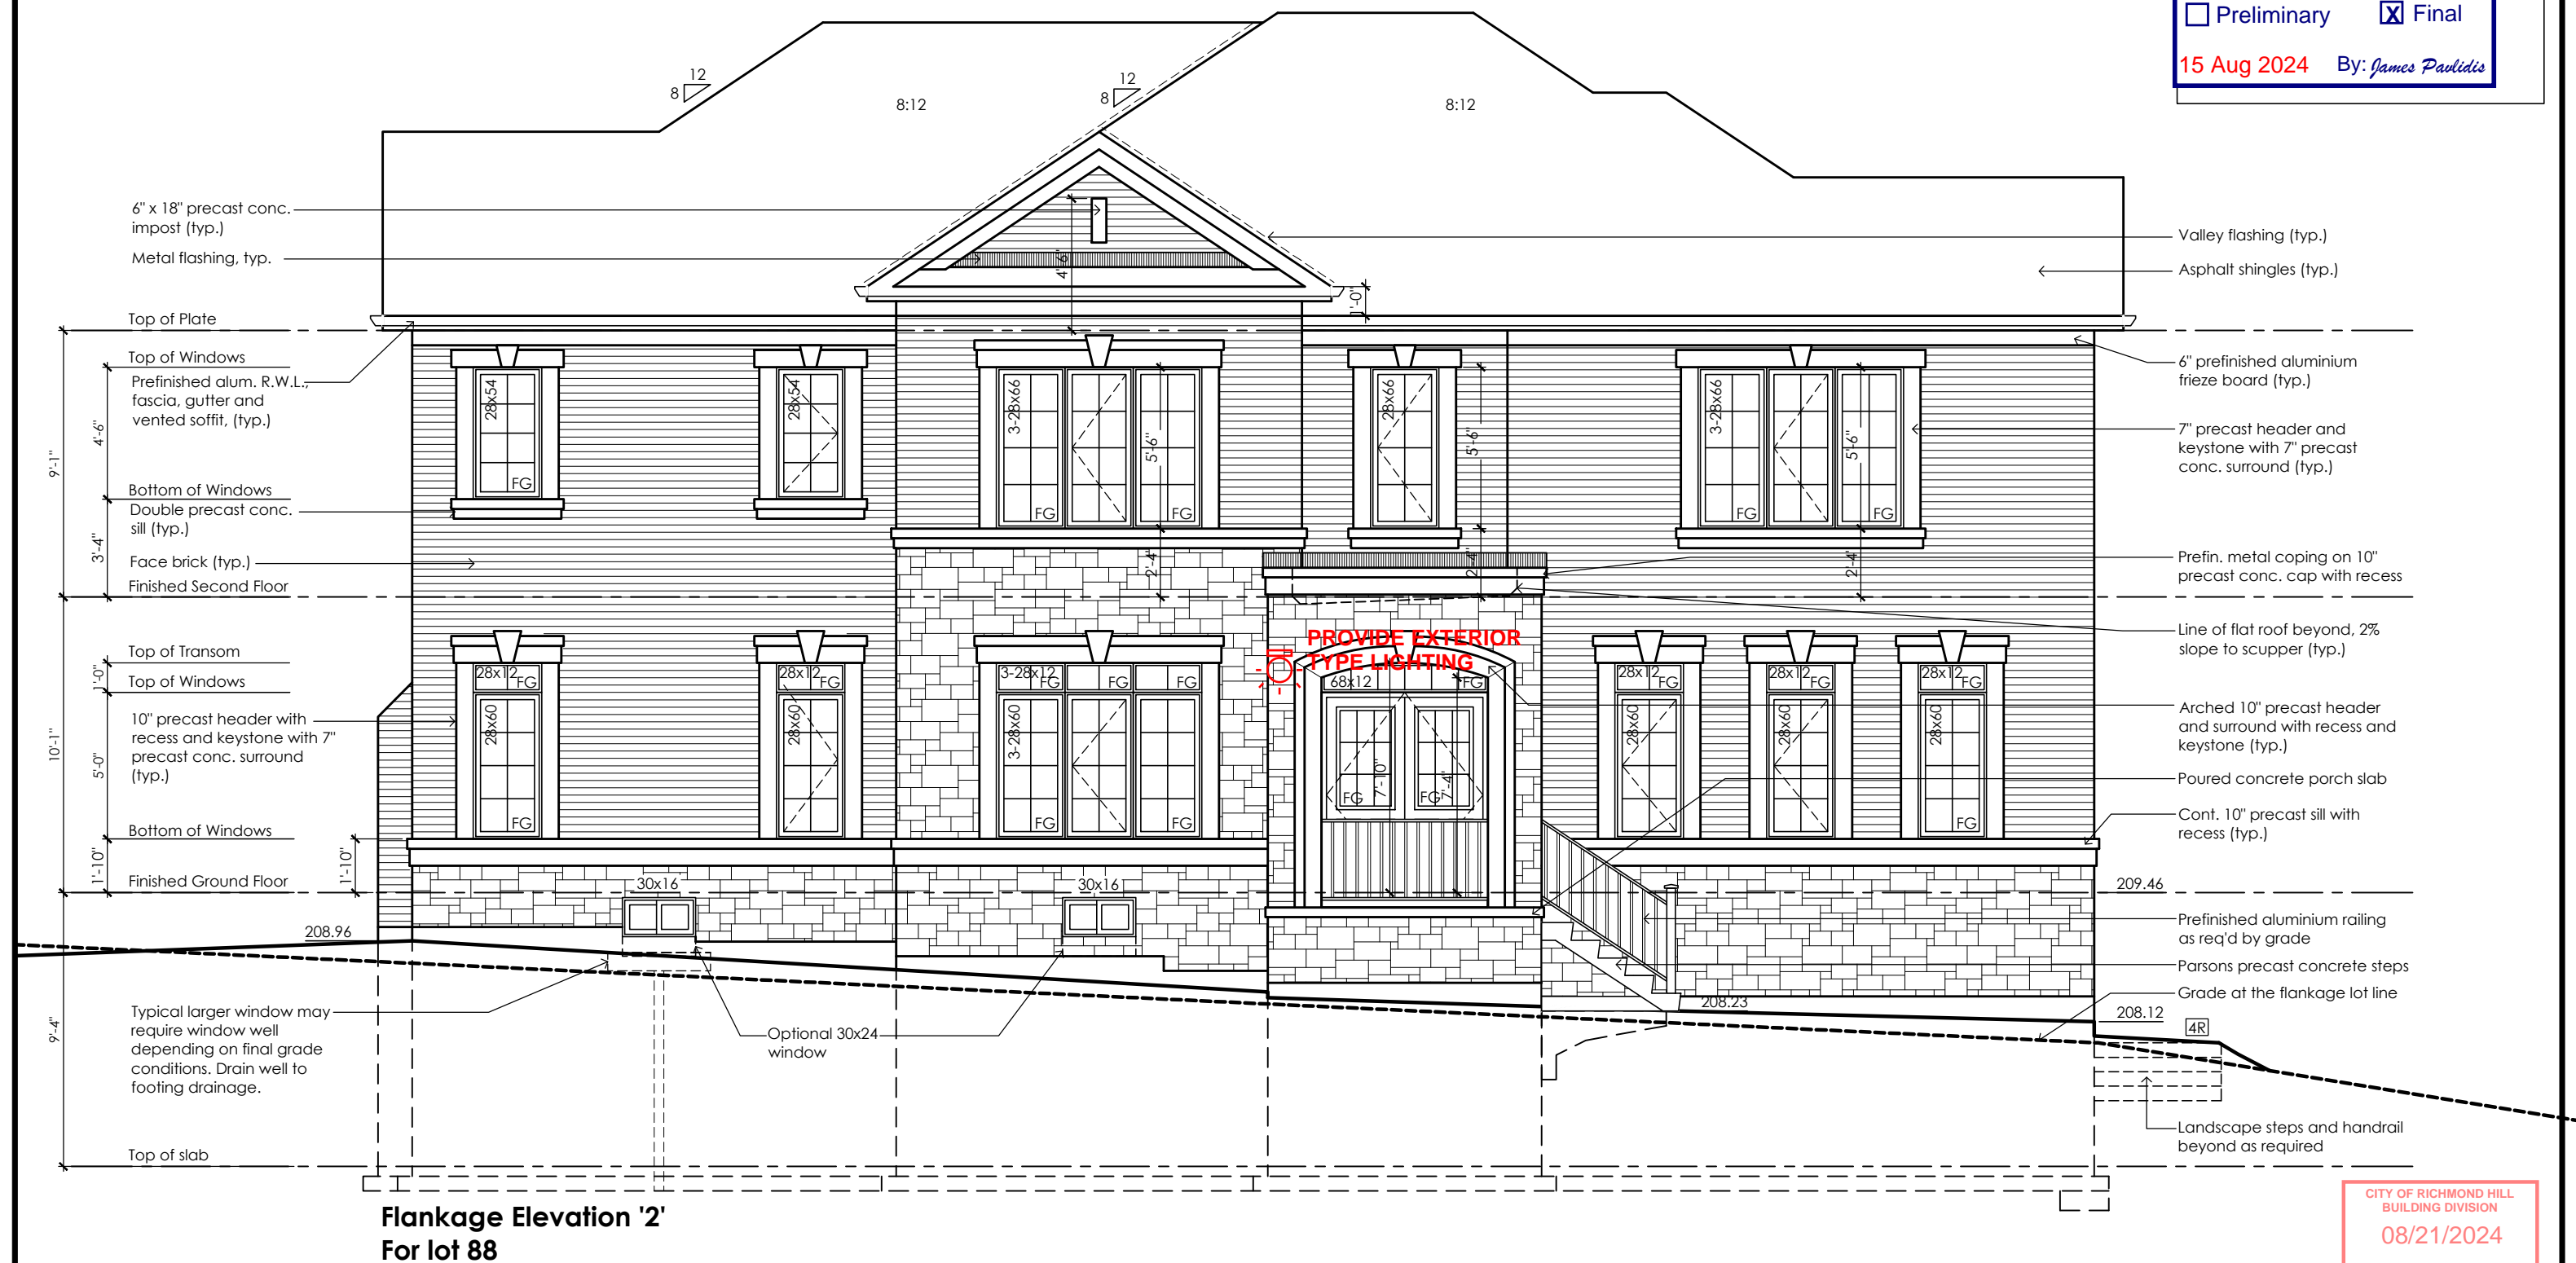 Preliminary
X Final
15 Aug 2024
By: James Pavlidis
12
8
8:12
12
8
8:12
6" x 18" precast conc.
impost (typ.)
Metal flashing, typ.
Top of Plate
Top of Windows
Prefinished alum. R.W.L.,
fascia, gutter and
vented soffit, (typ.)
Bottom of Windows
Double precast conc.
sill (typ.)
Face brick (typ.)
Finished Second Floor
Top of Transom
Top of Windows
10" precast header with
recess and keystone with 7"
precast conc. surround
(typ.)
Bottom of Windows
Finished Ground Floor
208.96
Typical larger window may
require window well
depending on final grade
conditions. Drain well to
footing drainage.
Top of slab
9'-1"
4'-6"
3'-4"
10'-1"
1'-0"
5'-0"
1'-10"
1'-10"
9'-4"
4'-6"
1'-0"
28x54
FG
28x54
3-28x66
FG
FG
5'-6"
2'-4"
28x66
5'-6"
2'-4"
3-28x66
FG
FG
5'-6"
2'-4"
28x12
FG
28x60
FG
28x12
FG
28x60
3-28x12
FG
FG
FG
3-28x60
FG
FG
PROVIDE EXTERIOR
TYPE LIGHTING
68x12
FG
FG
FG
7'-10"
7'-4"
28x12
FG
28x60
28x12
FG
28x60
28x12
FG
28x60
FG
30x16
30x16
Optional 30x24
window
Valley flashing (typ.)
Asphalt shingles (typ.)
6" prefinished aluminium
frieze board (typ.)
7" precast header and
keystone with 7" precast
conc. surround (typ.)
Prefin. metal coping on 10"
precast conc. cap with recess
Line of flat roof beyond, 2%
slope to scupper (typ.)
Arched 10" precast header
and surround with recess and
keystone (typ.)
Poured concrete porch slab
Cont. 10" precast sill with
recess (typ.)
209.46
Prefinished aluminium railing
as req'd by grade
Parsons precast concrete steps
Grade at the flankage lot line
208.23
208.12
4R
Landscape steps and handrail
beyond as required
Flankage Elevation '2'
For lot 88
CITY OF RICHMOND HILL
BUILDING DIVISION
08/21/2024